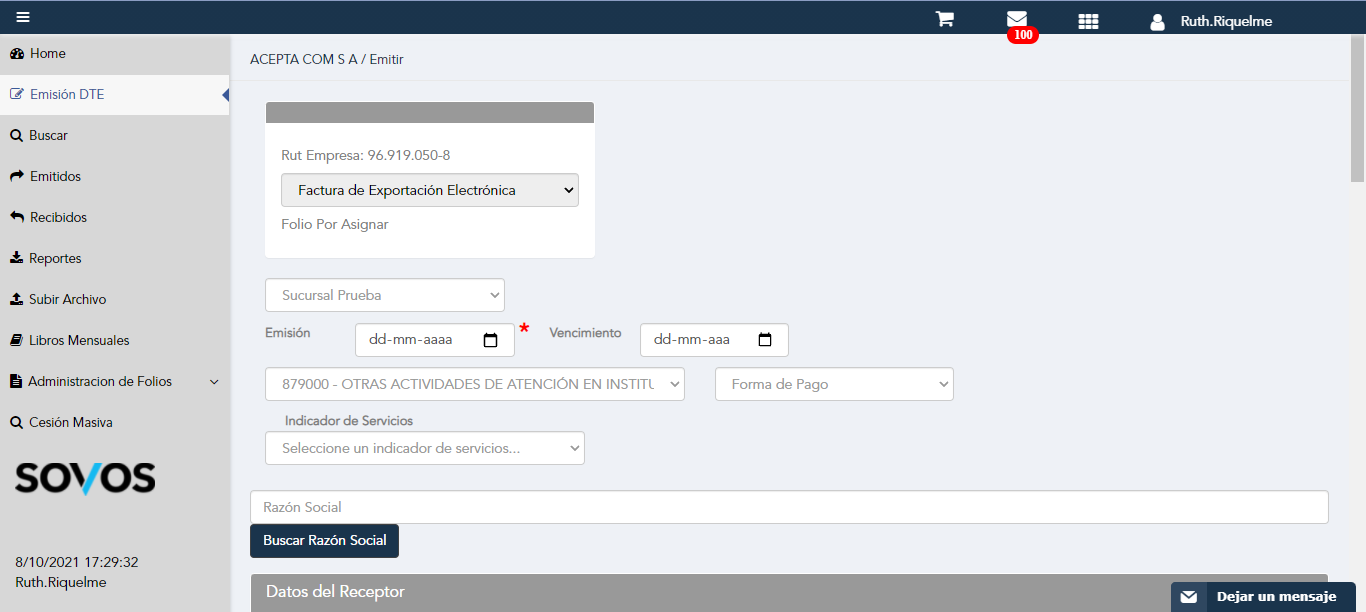 Ruth.Riquelme
100
Home
Emisión DTE
Buscar
Emitidos
Recibidos
Reportes
Subir Archivo
Libros Mensuales
Administracion de Folios
Cesión Masiva
SOVOS
8/10/2021 17:29:32
Ruth.Riquelme
ACEPTA COM S A / Emitir
Rut Empresa: 96.919.050-8
Factura de Exportación Electrónica
Folio Por Asignar
Sucursal Prueba
Emisión dd-mm-aaaa * Vencimiento dd-mm-aaa
879000 - OTRAS ACTIVIDADES DE ATENCIÓN EN INSTITU Forma de Pago
Indicador de Servicios
Seleccione un indicador de servicios...
Razón Social
Buscar Razón Social
Datos del Receptor
Dejar un mensaje